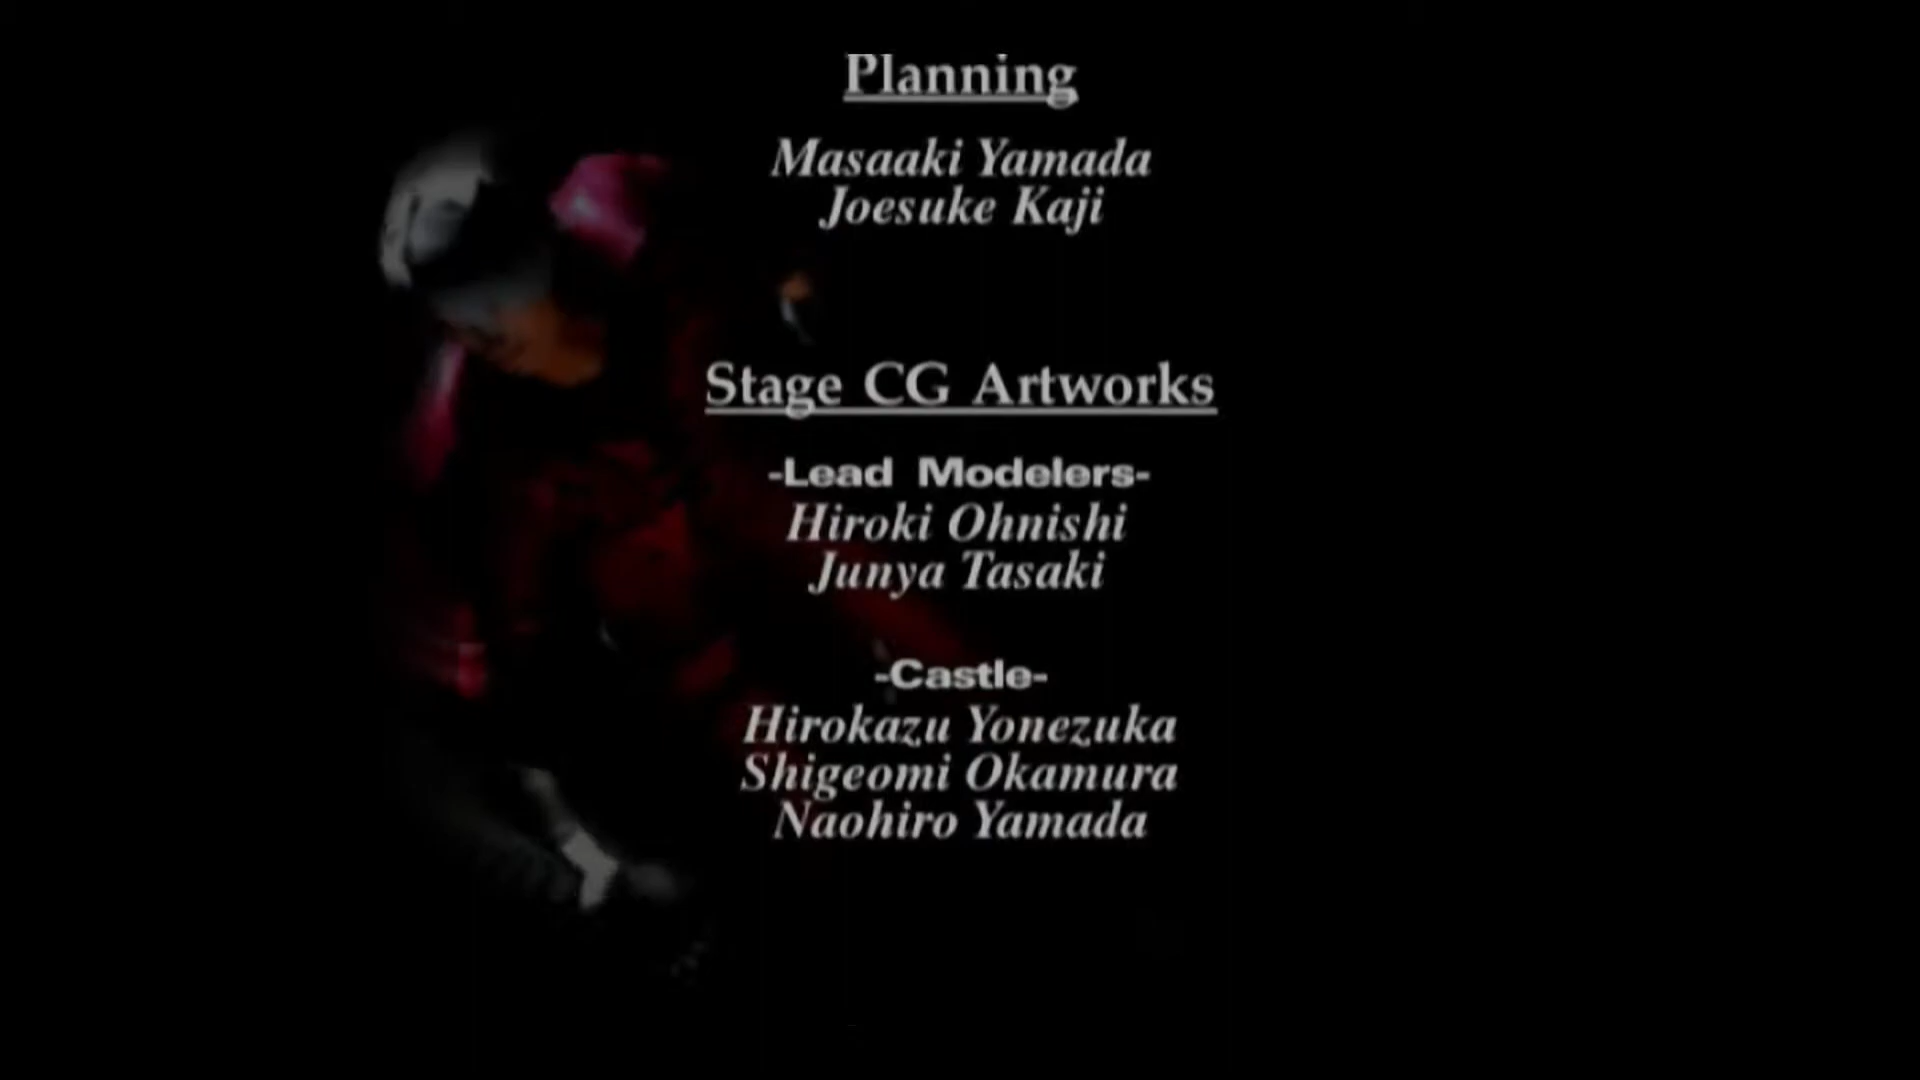 Planning
Masaaki Yamada
Joesuke Kaji
Stage CG Artworks
-Lead Modelers-
Hiroki Ohnishi
Junya Tasaki
-Castle-
Hirokazu Yonezuka
Shigeomi Okamura
Naohiro Yamada